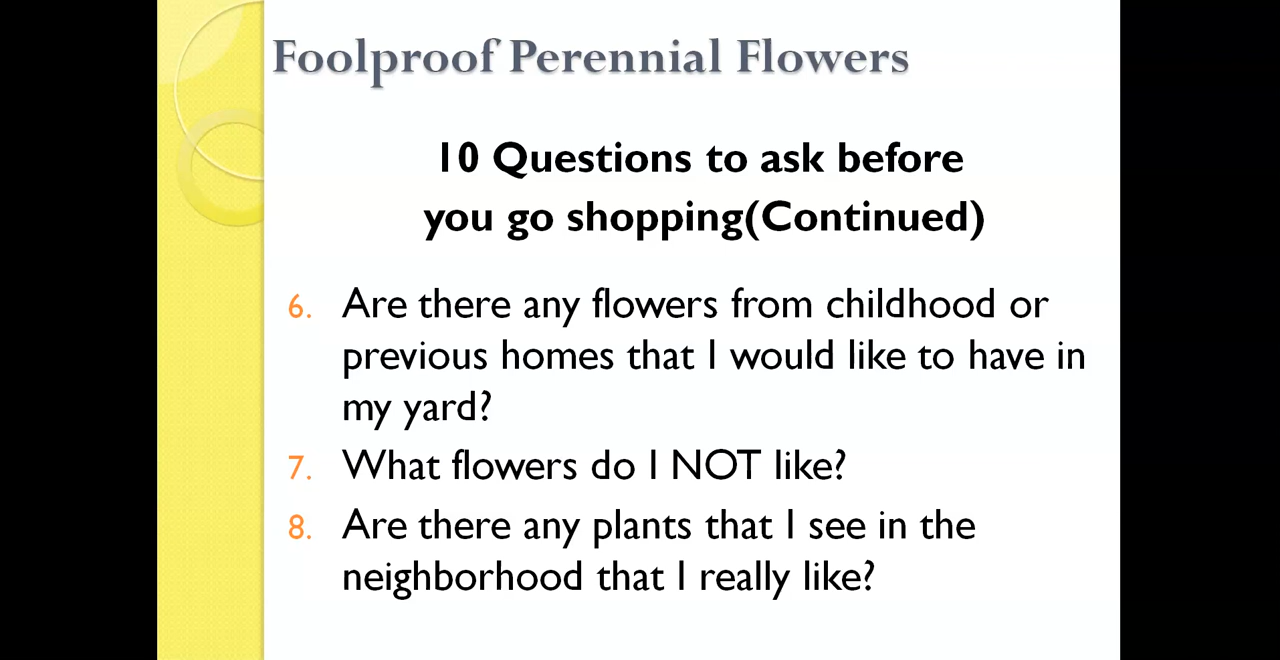 Foolproof Perennial Flowers
10 Questions to ask before
you go shopping(Continued)
6. Are there any flowers from childhood or
previous homes that I would like to have in
my yard?
7. What flowers do I NOT like?
8. Are there any plants that I see in the
neighborhood that I really like?